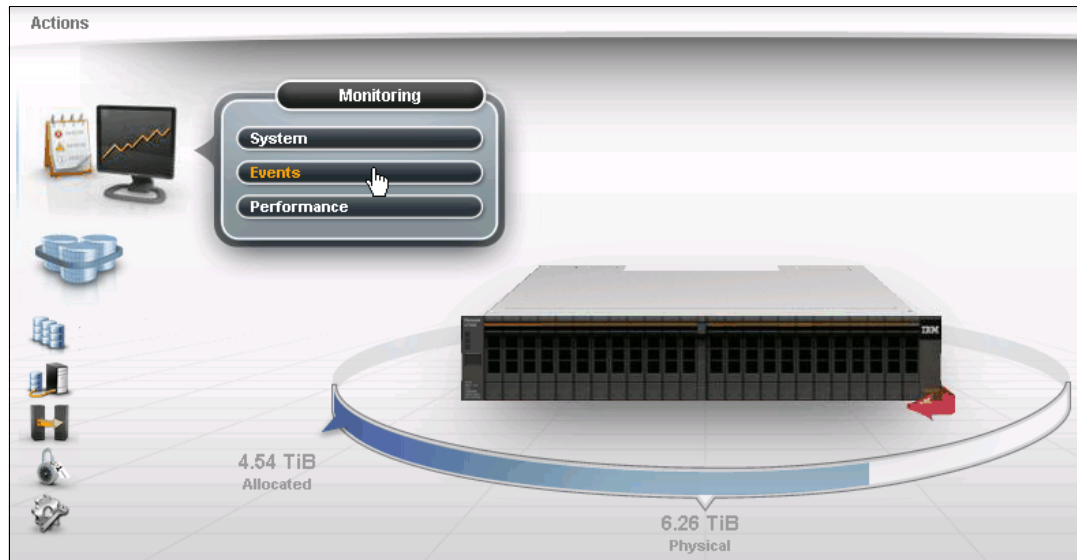 Actions
Monitoring
System
Events
Performance
IBM
4.54 TiB
Allocated
6.26 TiB
Physical